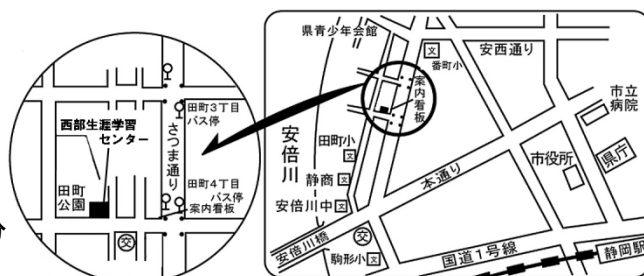 西部生涯学習
センター
田町
公園
さつま通り
田町3丁目
バス停
田町4丁目
バス停
案内看板
交
県青少年会館
文
番町小
安西通り
案内看板
市立
病院
安倍川
田町小
文
静商
文
安倍川中
文
本通り
市役所
県庁
安倍川橋
交
駒形小
文
国道1号線
静岡駅